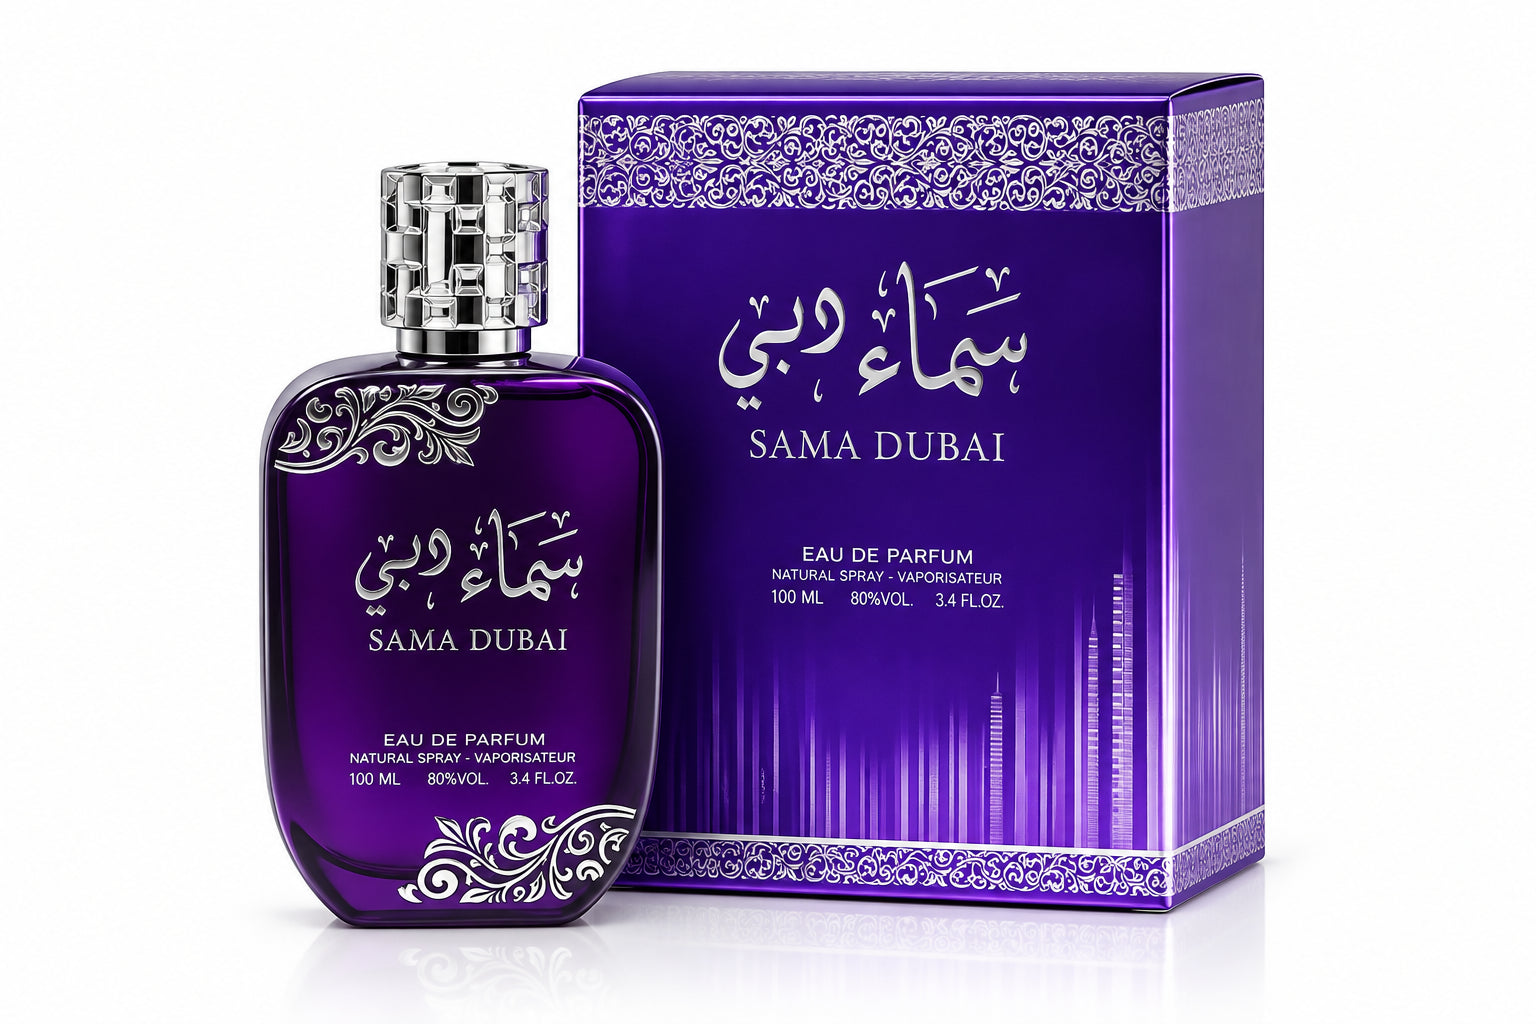 سماء دبي
SAMA DUBAI
EAU DE PARFUM
NATURAL SPRAY - VAPORISATEUR
100 ML 80%VOL. 3.4 FL.OZ.
سماء دبي
SAMA DUBAI
EAU DE PARFUM
NATURAL SPRAY - VAPORISATEUR
100 ML 80%VOL. 3.4 FL.OZ.